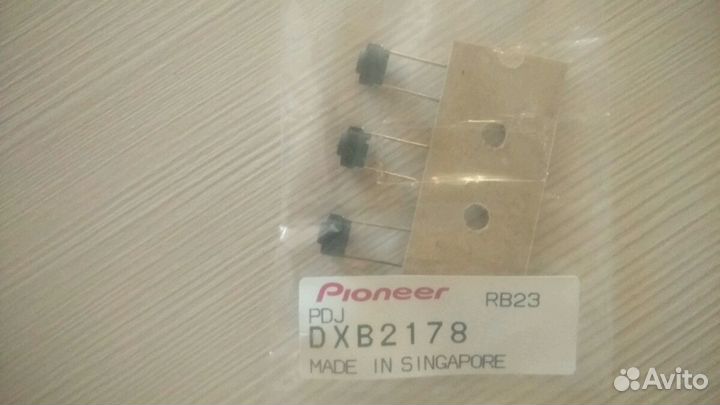 Pioneer RB23
PDJ
DXB2178
MADE IN SINGAPORE
Avito